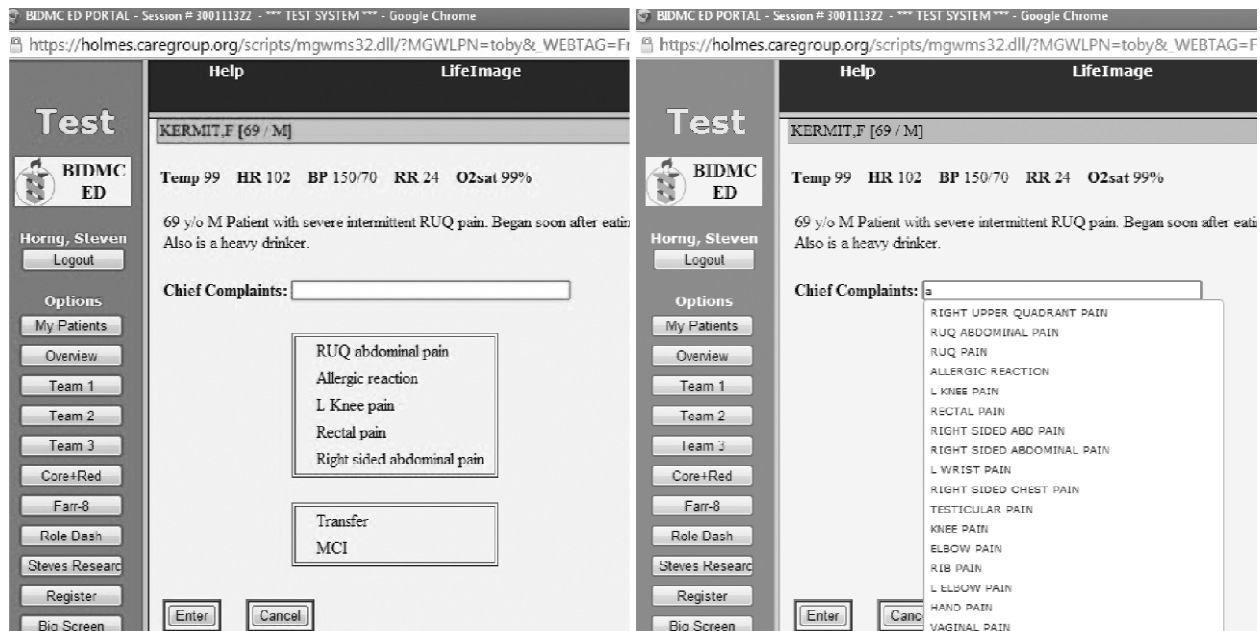 BIDMC ED PORTAL - Session # 300111322 - *** TEST SYSTEM *** - Google Chrome
https://holmes.caregroup.org/scripts/mgwms32.dll/?MGWLPN=toby&_WEBTAG=Fr
Help LifeImage
Test
KERMIT,F [69 / M]
BIDMC
ED
Temp 99 HR 102 BP 150/70 RR 24 O2sat 99%
69 y/o M Patient with severe intermittent RUQ pain. Began soon after eatin
Also is a heavy drinker.
Horng, Steven
Logout
Chief Complaints:
Options
My Patients
Overview
Team 1
Team 2
Team 3
Core+Red
Farr-8
Role Dash
Steves Researc
Register
Big Screen
RUQ abdominal pain
Allergic reaction
L Knee pain
Rectal pain
Right sided abdominal pain
Transfer
MCI
Enter Cancel
BIDMC ED PORTAL - Session # 300111322 - *** TEST SYSTEM *** - Google Chrome
https://holmes.caregroup.org/scripts/mgwms32.dll/?MGWLPN=toby&_WEBTAG=F
Help LifeImage
Test
KERMIT,F [69 / M]
BIDMC
ED
Temp 99 HR 102 BP 150/70 RR 24 O2sat 99%
69 y/o M Patient with severe intermittent RUQ pain. Began soon after eati
Also is a heavy drinker.
Horng, Steven
Logout
Chief Complaints: a
Options
My Patients
Overview
Team 1
Team 2
Team 3
Core+Red
Farr-8
Role Dash
Steves Researc
Register
Big Screen
RIGHT UPPER QUADRANT PAIN
RUQ ABDOMINAL PAIN
RUQ PAIN
ALLERGIC REACTION
L KNEE PAIN
RECTAL PAIN
RIGHT SIDED ABD PAIN
RIGHT SIDED ABDOMINAL PAIN
L WRIST PAIN
RIGHT SIDED CHEST PAIN
TESTICULAR PAIN
KNEE PAIN
ELBOW PAIN
RIB PAIN
L ELBOW PAIN
HAND PAIN
VAGINAL PAIN
Enter Canc